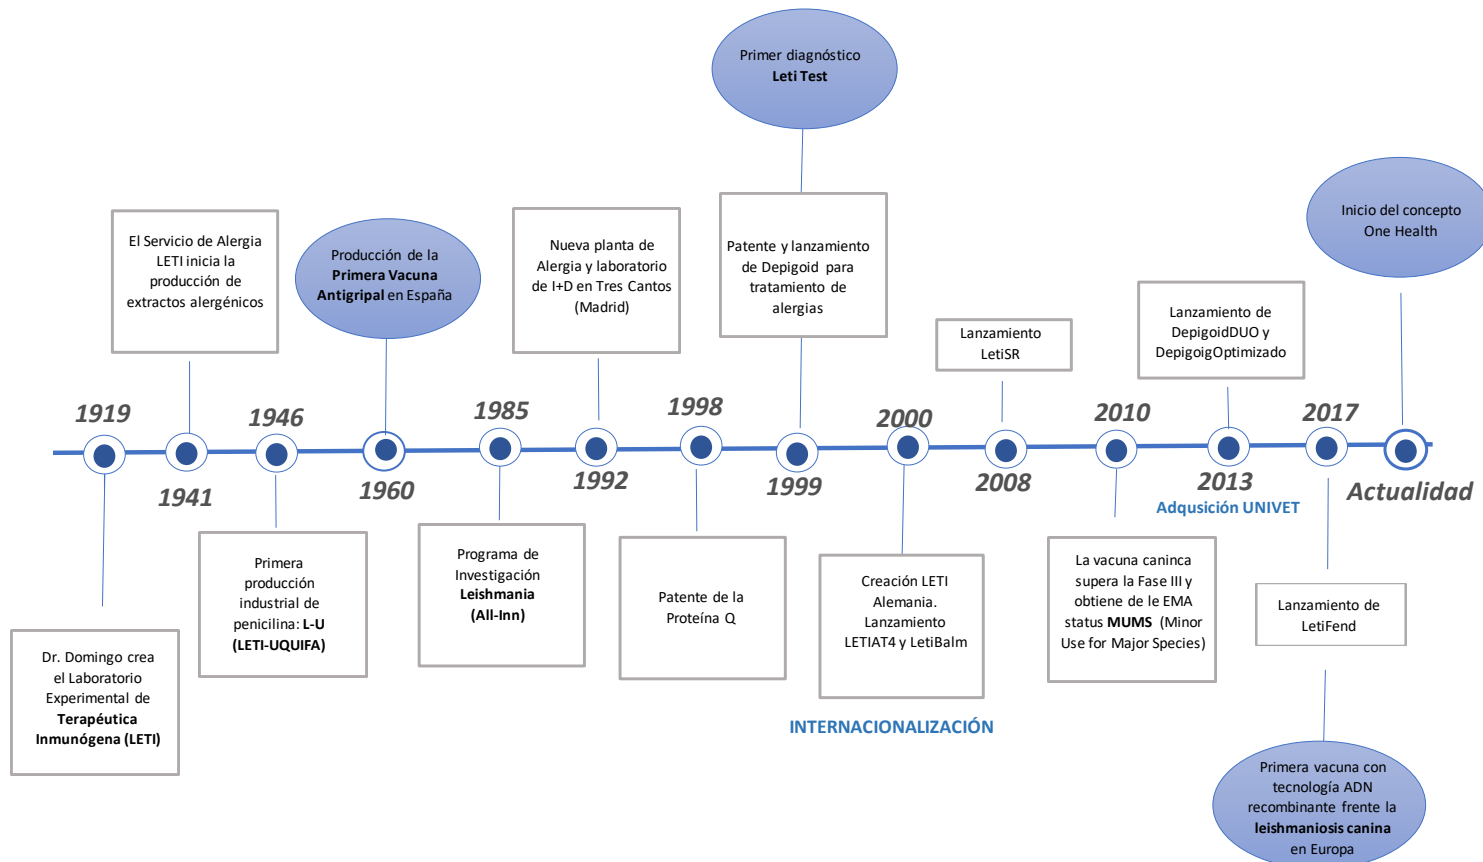 Primer diagnóstico
Leti Test
Inicio del concepto
One Health
El Servicio de Alergia
LETI inicia la
producción de
extractos alergénicos
Producción de la
Primera Vacuna
Antigripal en España
Nueva planta de
Alergia y laboratorio
de I+D en Tres Cantos
(Madrid)
Patente y lanzamiento
de Depigoid para
tratamiento de
alergias
Lanzamiento
LetiSR
Lanzamiento de
DepigoidDUO y
DepigoigOptimizado
1919
1941
1946
1960
1985
1992
1998
1999
2000
2008
2010
2013
Adqusición UNIVET
2017
Actualidad
Dr. Domingo crea
el Laboratorio
Experimental de
Terapéutica
Inmunógena (LETI)
Primera
producción
industrial de
penicilina: L-U
(LETI-UQUIFA)
Programa de
Investigación
Leishmania
(All-Inn)
Patente de la
Proteína Q
Creación LETI
Alemania.
Lanzamiento
LETIAT4 y LetiBalm
INTERNACIONALIZACIÓN
La vacuna caninca
supera la Fase III y
obtiene de le EMA
status MUMS (Minor
Use for Major Species)
Lanzamiento de
LetiFend
Primera vacuna con
tecnología ADN
recombinante frente la
leishmaniosis canina
en Europa